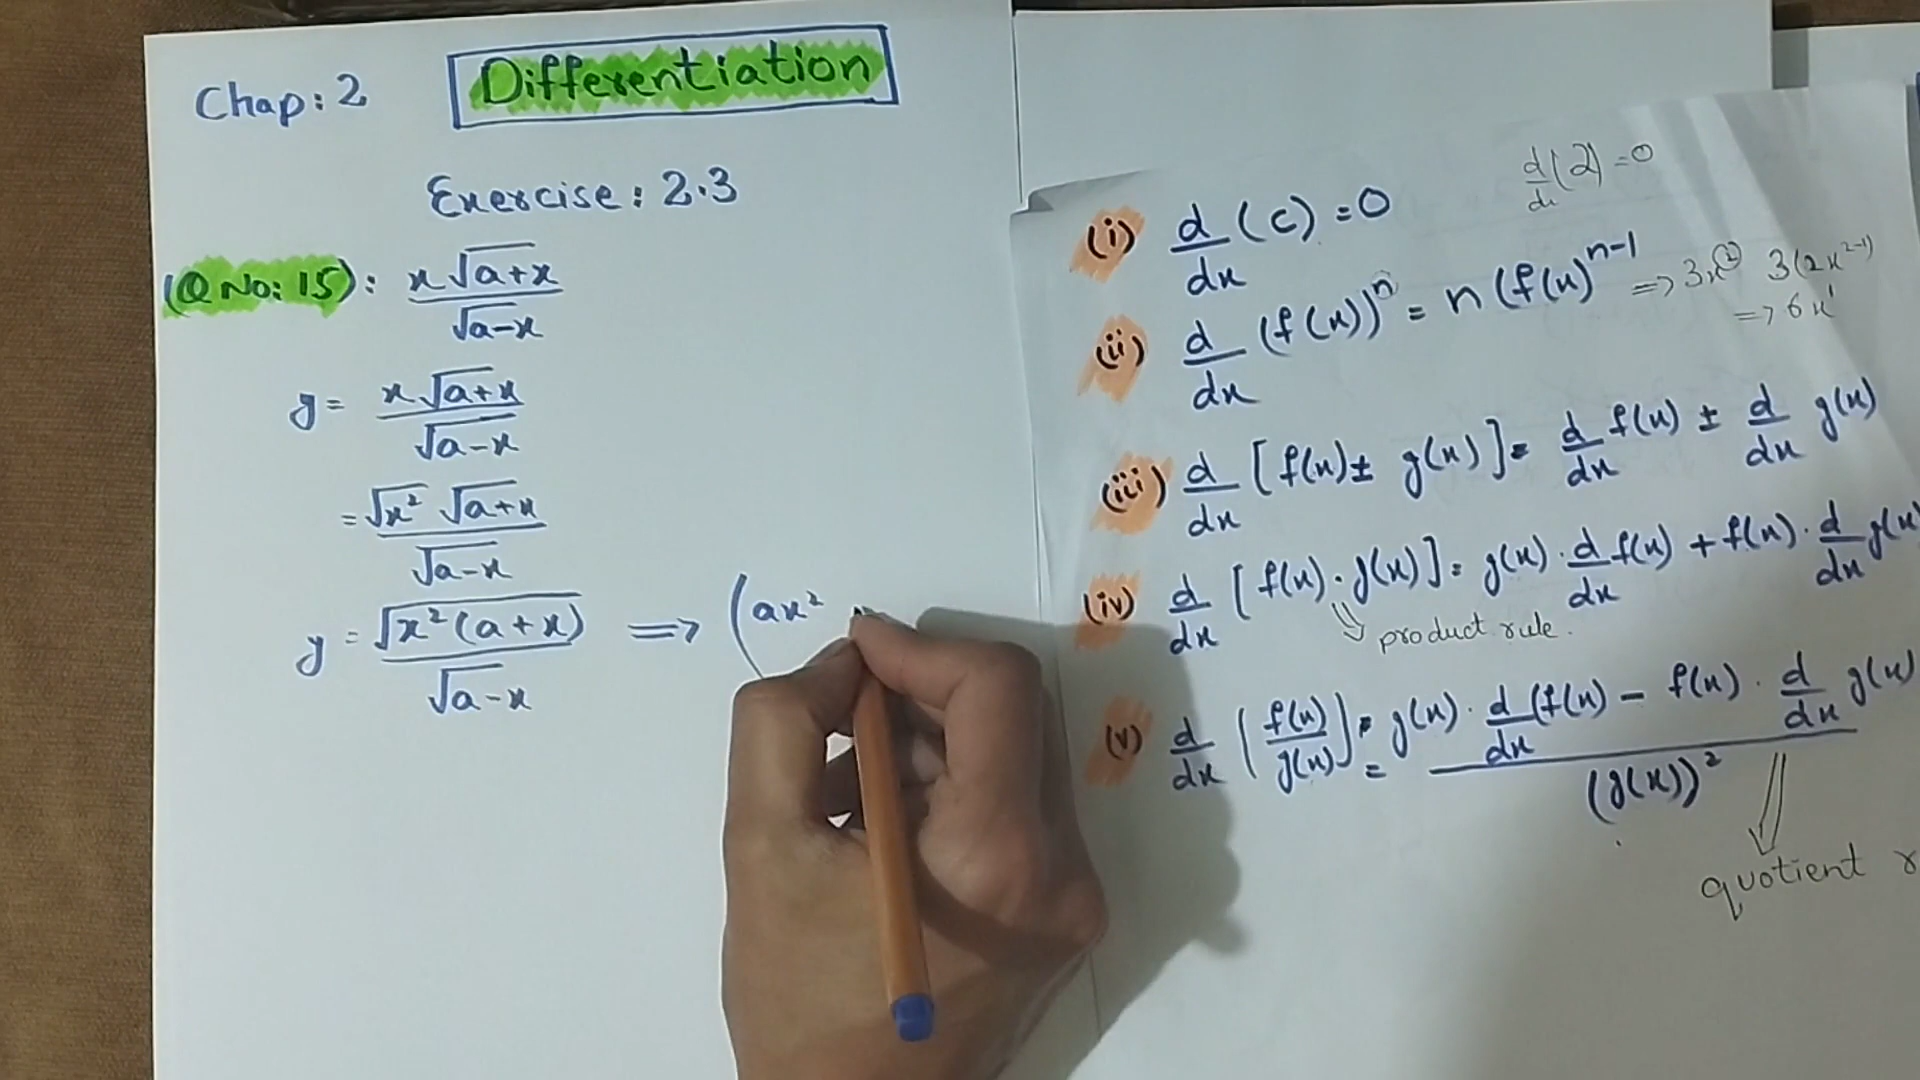 Chap: 2 Differentiation
Exercise: 2.3
(Q No: 15): x√a+x / √a-x
y = x√a+x / √a-x
= √x² √a+x / √a-x
y = √x²(a+x) / √a-x => (ax²
d/dx (2) = 0
(i) d/dx (c) = 0
(ii) d/dx (f(x))ⁿ = n (f(x)ⁿ⁻¹ => 3x² 3(2x²⁻¹)
=> 6x¹
(iii) d/dx [f(x) ± g(x)] = d/dx f(x) ± d/dx g(x)
(iv) d/dx [f(x) · g(x)] = g(x) · d/dx f(x) + f(x) · d/dx g(x)
product rule.
(v) d/dx (f(x)/g(x)) = g(x) · d/dx (f(x) - f(x) · d/dx g(x) / (g(x))²
quotient r